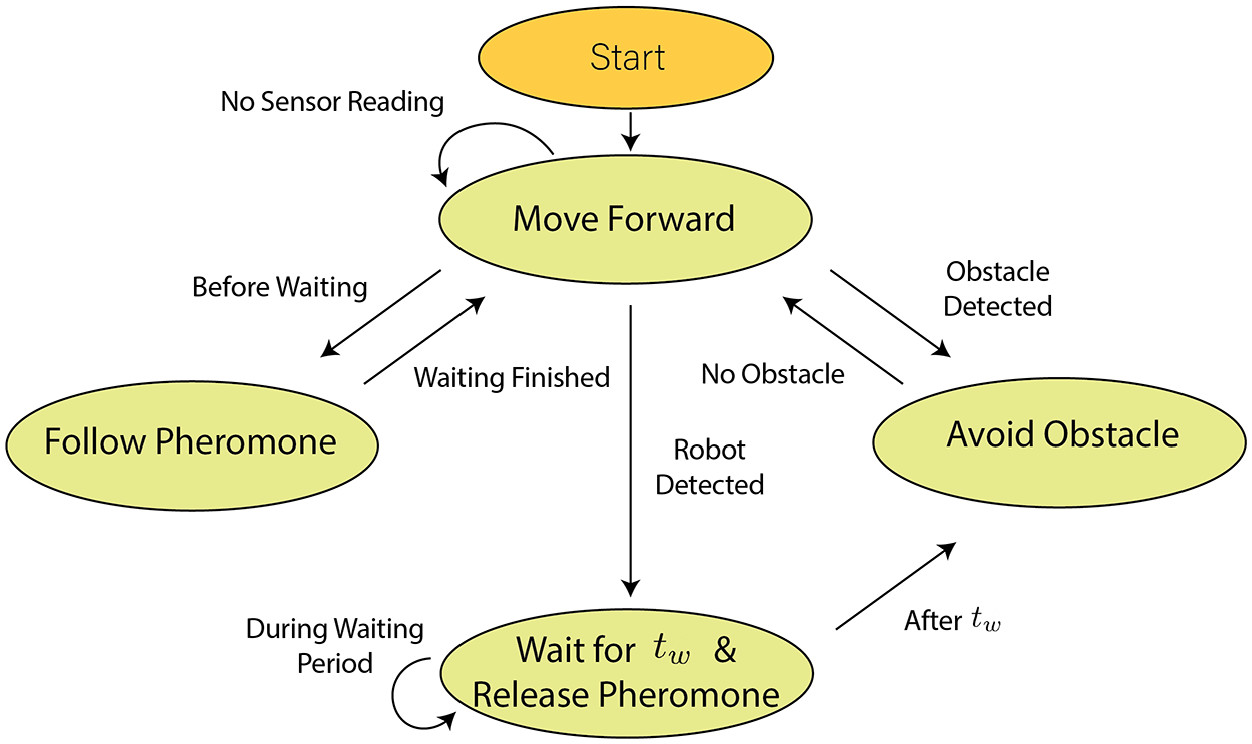 Start
No Sensor Reading
Move Forward
Before Waiting
Obstacle
Detected
Waiting Finished
No Obstacle
Follow Pheromone
Avoid Obstacle
Robot
Detected
During Waiting
Period
Wait for t_w &
Release Pheromone
After t_w